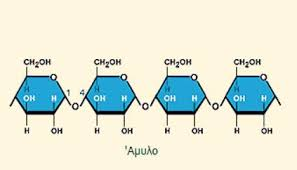 CH₂OH CH₂OH CH₂OH CH₂OH
O O O O
H H H H
1 4
OH H OH H OH H OH H
O O O
H OH H OH H OH H OH
Άμυλο